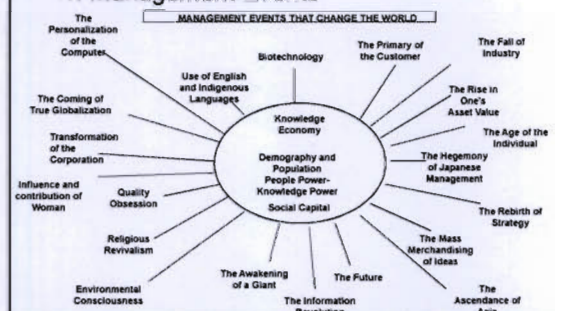 MANAGEMENT EVENTS THAT CHANGE THE WORLD
The
Personalization
of the
Computer
Use of English
and Indigenous
Languages
Biotechnology
The Primary of
the Customer
The Fall of
Industry
The Rise in
One's
Asset Value
The Age of the
Individual
The Hegemony
of Japanese
Management
The Rebirth of
Strategy
The Mass
Merchandising
of Ideas
The
Ascendance of
The Future
The Information
The Awakening
of a Giant
Environmental
Consciousness
Religious
Revivalism
Quality
Obsession
Influence and
contribution of
Woman
Transformation
of the
Corporation
The Coming of
True Globalization
Knowledge
Economy
Demography and
Population
People Power-
Knowledge Power
Social Capital